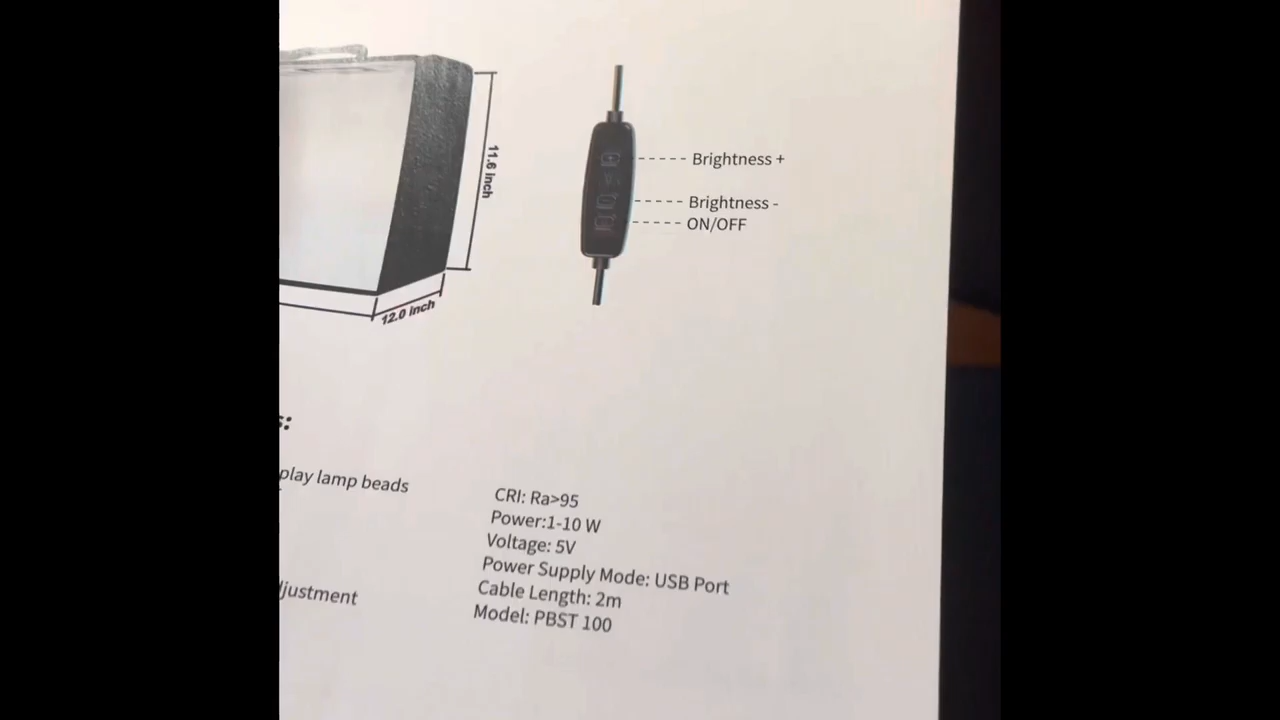 11.6 inch
12.0 inch
Brightness +
Brightness -
ON/OFF
s:
play lamp beads
djustment
CRI: Ra>95
Power:1-10 W
Voltage: 5V
Power Supply Mode: USB Port
Cable Length: 2m
Model: PBST 100